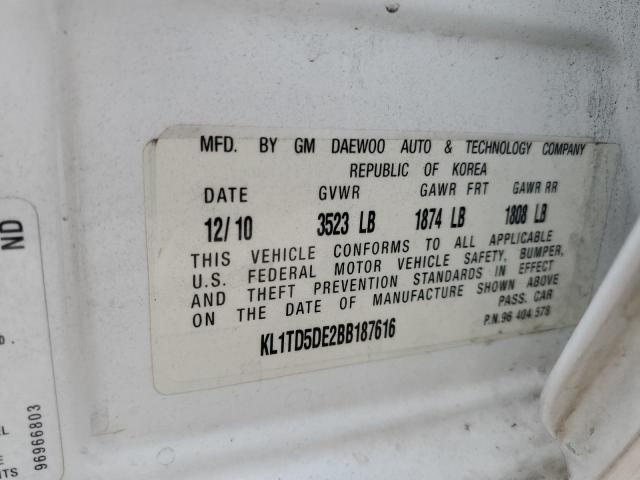 MFD. BY GM DAEWOO AUTO & TECHNOLOGY COMPANY
REPUBLIC OF KOREA
DATE GVWR GAWR FRT GAWR RR
12/10 3523 LB 1874 LB 1808 LB
THIS VEHICLE CONFORMS TO ALL APPLICABLE
U.S. FEDERAL MOTOR VEHICLE SAFETY, BUMPER,
AND THEFT PREVENTION STANDARDS IN EFFECT
ON THE DATE OF MANUFACTURE SHOWN ABOVE
PASS. CAR
KL1TD5DE2BB187616
P.N.96 404 578
ND
96966803